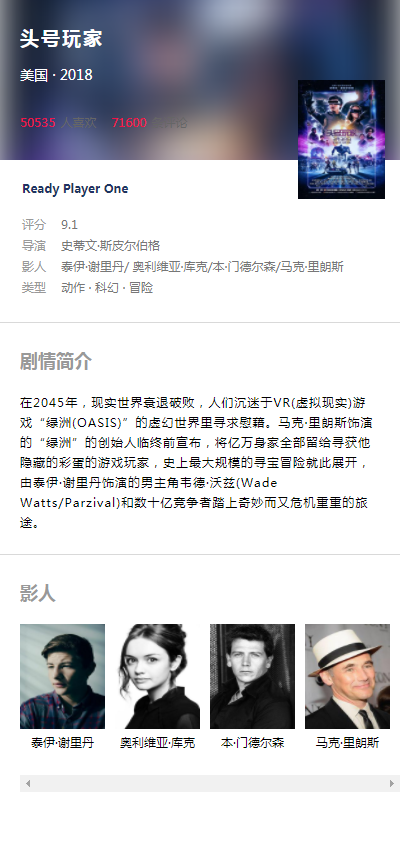 头号玩家
美国 · 2018
50535 人喜欢 71600
Ready Player One
评分 9.1
导演 史蒂文·斯皮尔伯格
影人 泰伊·谢里丹/ 奥利维亚·库克/本·门德尔森/马克·里朗斯
类型 动作 · 科幻 · 冒险
剧情简介
在2045年，现实世界衰退破败，人们沉迷于VR(虚拟现实)游
戏“绿洲(OASIS)”的虚幻世界里寻求慰藉。马克·里朗斯饰演
的“绿洲”的创始人临终前宣布，将亿万身家全部留给寻获他
隐藏的彩蛋的游戏玩家，史上最大规模的寻宝冒险就此展开，
由泰伊·谢里丹饰演的男主角韦德·沃兹(Wade
Watts/Parzival)和数十亿竞争者踏上奇妙而又危机重重的旅
途。
影人
泰伊·谢里丹 奥利维亚·库克 本·门德尔森 马克·里朗斯